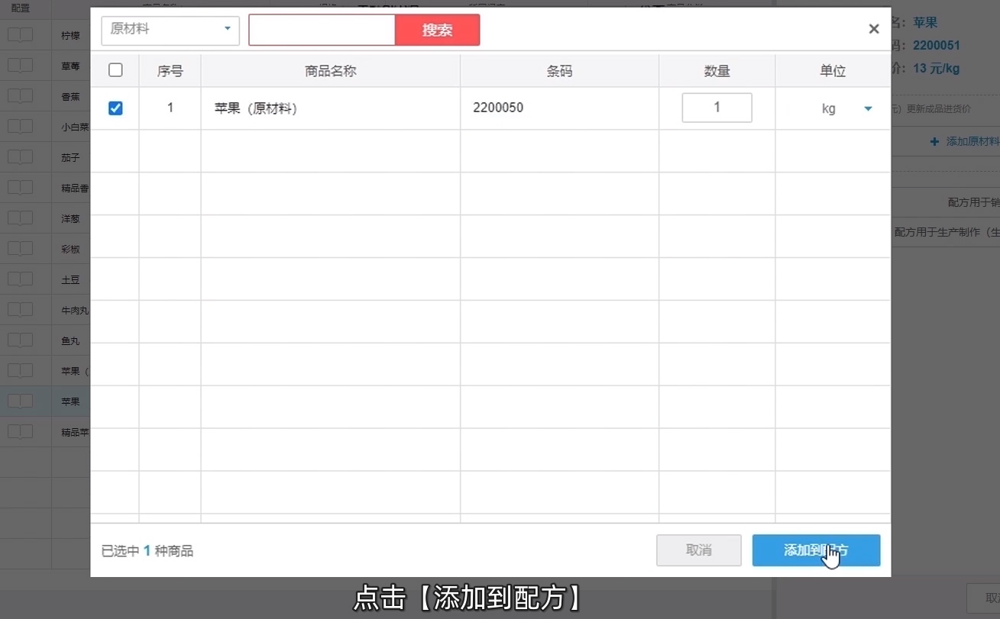 配置
柠檬
草莓
香蕉
小白菜
茄子
精品香
洋葱
彩椒
土豆
牛肉丸
鱼丸
苹果（
苹果
精品苹
原材料
搜索
×
序号 商品名称 条码 数量 单位
1 苹果（原材料） 2200050 1 kg
已选中 1 种商品
取消
添加到配方
名： 苹果
码： 2200051
价： 13 元/kg
元）更新成品进货价
+ 添加原材料
配方用于销
配方用于生产制作（生
取
点击【添加到配方】